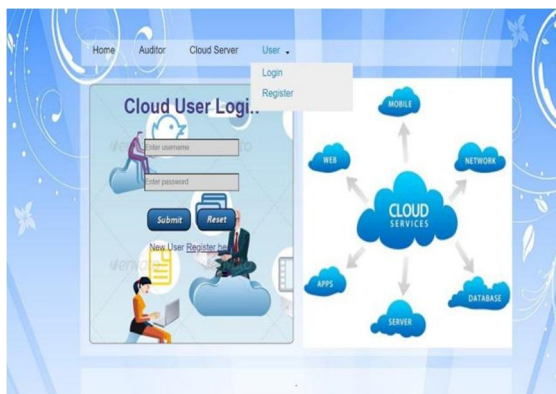 Home Auditor Cloud Server User
Login
Register
Cloud User Login
Enter username
Enter password
Submit Reset
New User Register here
MOBILE
WEB
NETWORK
CLOUD
SERVICES
APPS
DATABASE
SERVER